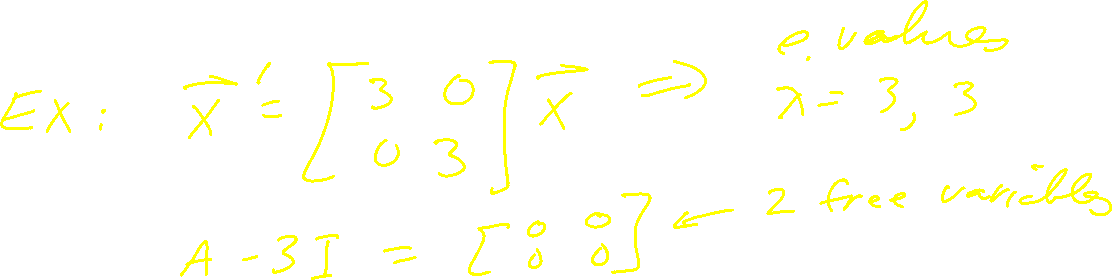 Ex: x⃗' = [3 0; 0 3] x⃗ ⇒ e.values λ = 3, 3
A - 3I = [0 0; 0 0] ← 2 free variables